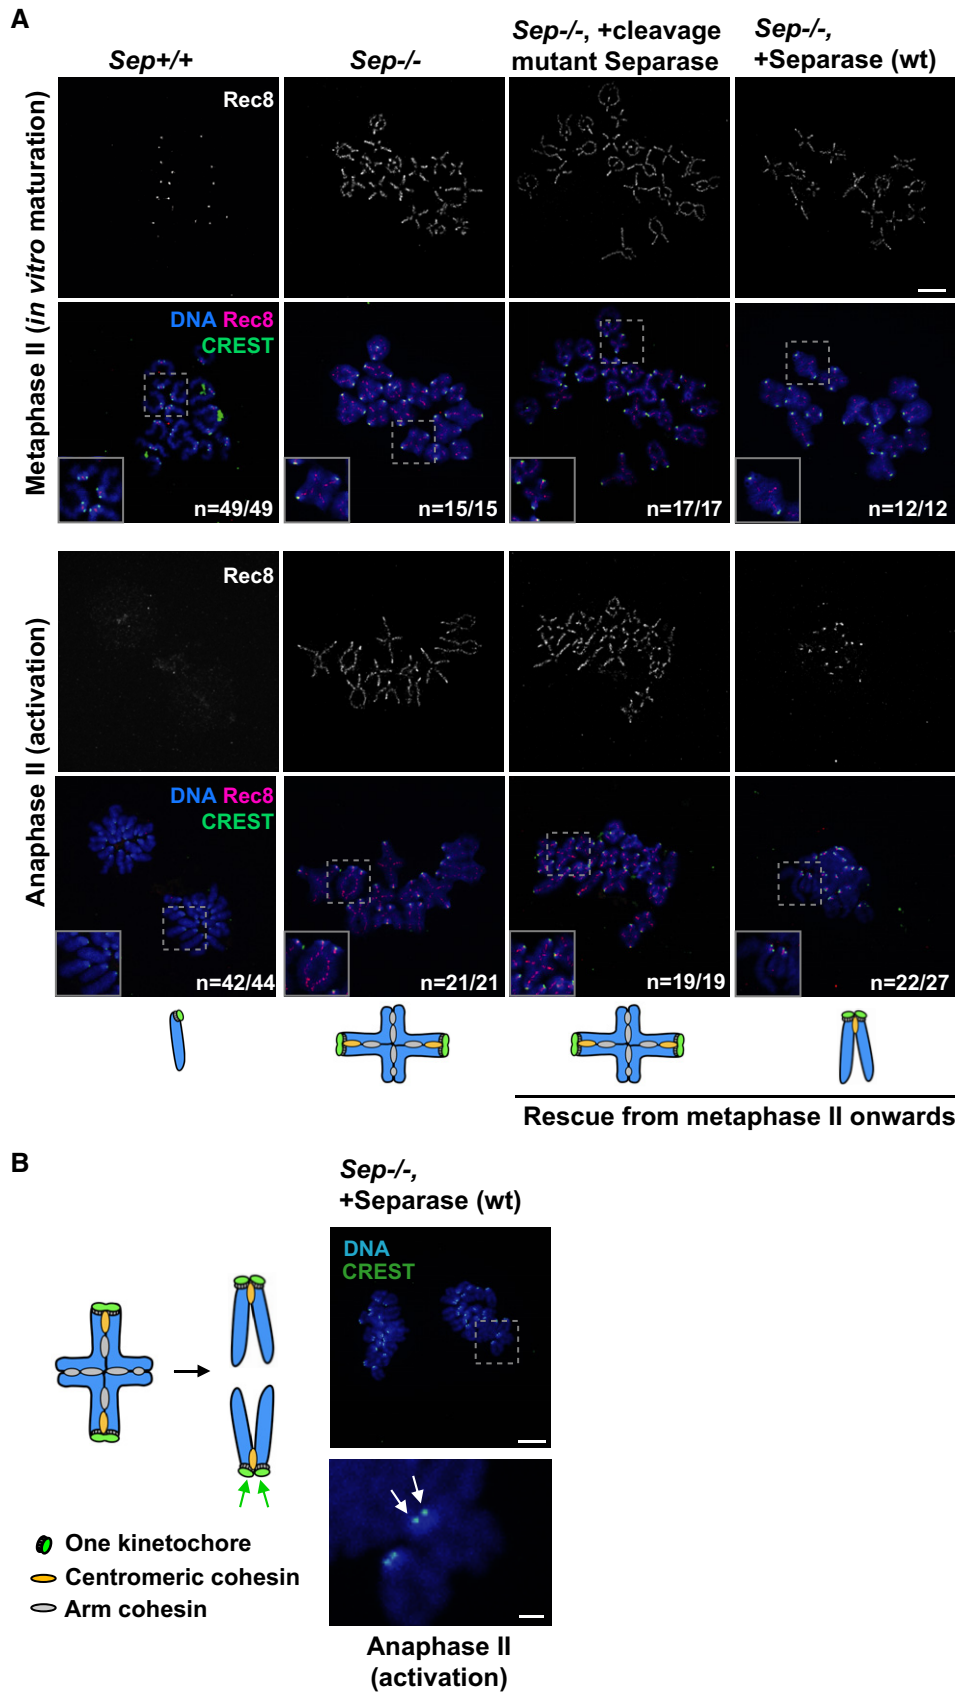 A
Sep+/+
Sep-/-
Sep-/-, +cleavage
mutant Separase
Sep-/-,
+Separase (wt)
Metaphase II (in vitro maturation)
Rec8
DNA Rec8
CREST
n=49/49
n=15/15
n=17/17
n=12/12
Anaphase II (activation)
Rec8
DNA Rec8
CREST
n=42/44
n=21/21
n=19/19
n=22/27
Rescue from metaphase II onwards
B
Sep-/-,
+Separase (wt)
DNA
CREST
One kinetochore
Centromeric cohesin
Arm cohesin
Anaphase II
(activation)